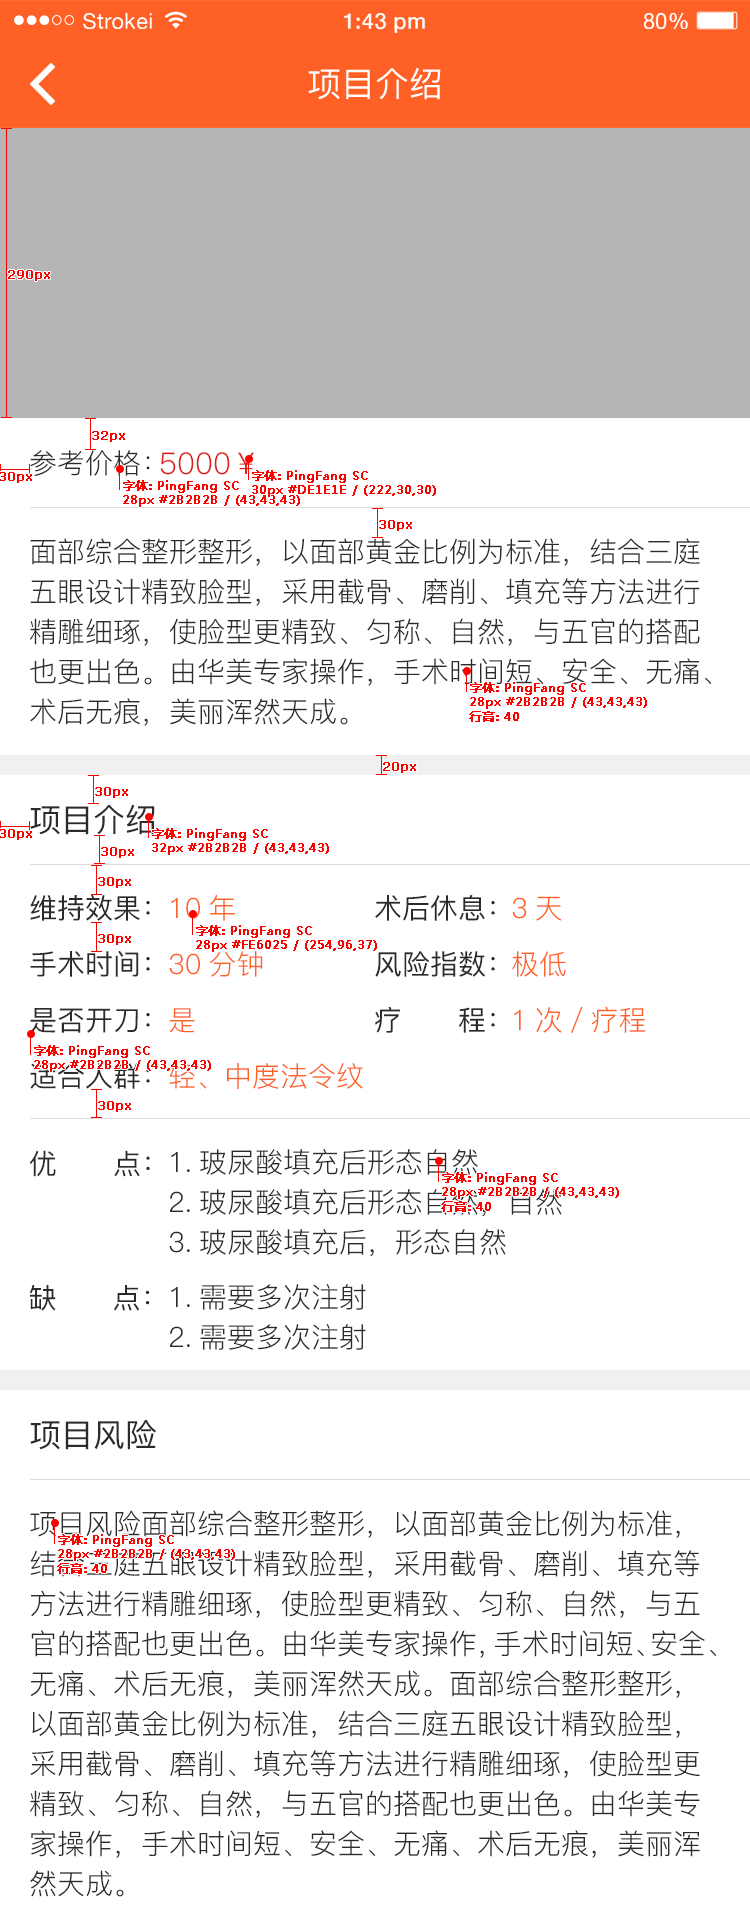 Strokei 1:43 pm 80%
项目介绍
290px
32px
参考价格：5000 ¥
30px
字体: PingFang SC
28px #2B2B2B / (43,43,43)
字体: PingFang SC
30px #DE1E1E / (222,30,30)
30px
面部综合整形整形，以面部黄金比例为标准，结合三庭
五眼设计精致脸型，采用截骨、磨削、填充等方法进行
精雕细琢，使脸型更精致、匀称、自然，与五官的搭配
也更出色。由华美专家操作，手术时间短、安全、无痛、
字体: PingFang SC
28px #2B2B2B / (43,43,43)
行高: 40
术后无痕，美丽浑然天成。
20px
30px
项目介绍
30px
字体: PingFang SC
32px #2B2B2B / (43,43,43)
30px
30px
维持效果：10 年 术后休息：3 天
字体: PingFang SC
28px #FE6025 / (254,96,37)
30px
手术时间：30 分钟 风险指数：极低
是否开刀：是 疗 程：1 次 / 疗程
字体: PingFang SC
28px #2B2B2B / (43,43,43)
适合人群：轻、中度法令纹
30px
优 点：1. 玻尿酸填充后形态自然
字体: PingFang SC
28px #2B2B2B / (43,43,43)
行高: 40
2. 玻尿酸填充后形态自然，自然
3. 玻尿酸填充后，形态自然
缺 点：1. 需要多次注射
2. 需要多次注射
项目风险
项目风险面部综合整形整形，以面部黄金比例为标准，
字体: PingFang SC
28px #2B2B2B / (43,43,43)
行高: 40
结合三庭五眼设计精致脸型，采用截骨、磨削、填充等
方法进行精雕细琢，使脸型更精致、匀称、自然，与五
官的搭配也更出色。由华美专家操作，手术时间短、安全、
无痛、术后无痕，美丽浑然天成。面部综合整形整形，
以面部黄金比例为标准，结合三庭五眼设计精致脸型，
采用截骨、磨削、填充等方法进行精雕细琢，使脸型更
精致、匀称、自然，与五官的搭配也更出色。由华美专
家操作，手术时间短、安全、无痛、术后无痕，美丽浑
然天成。